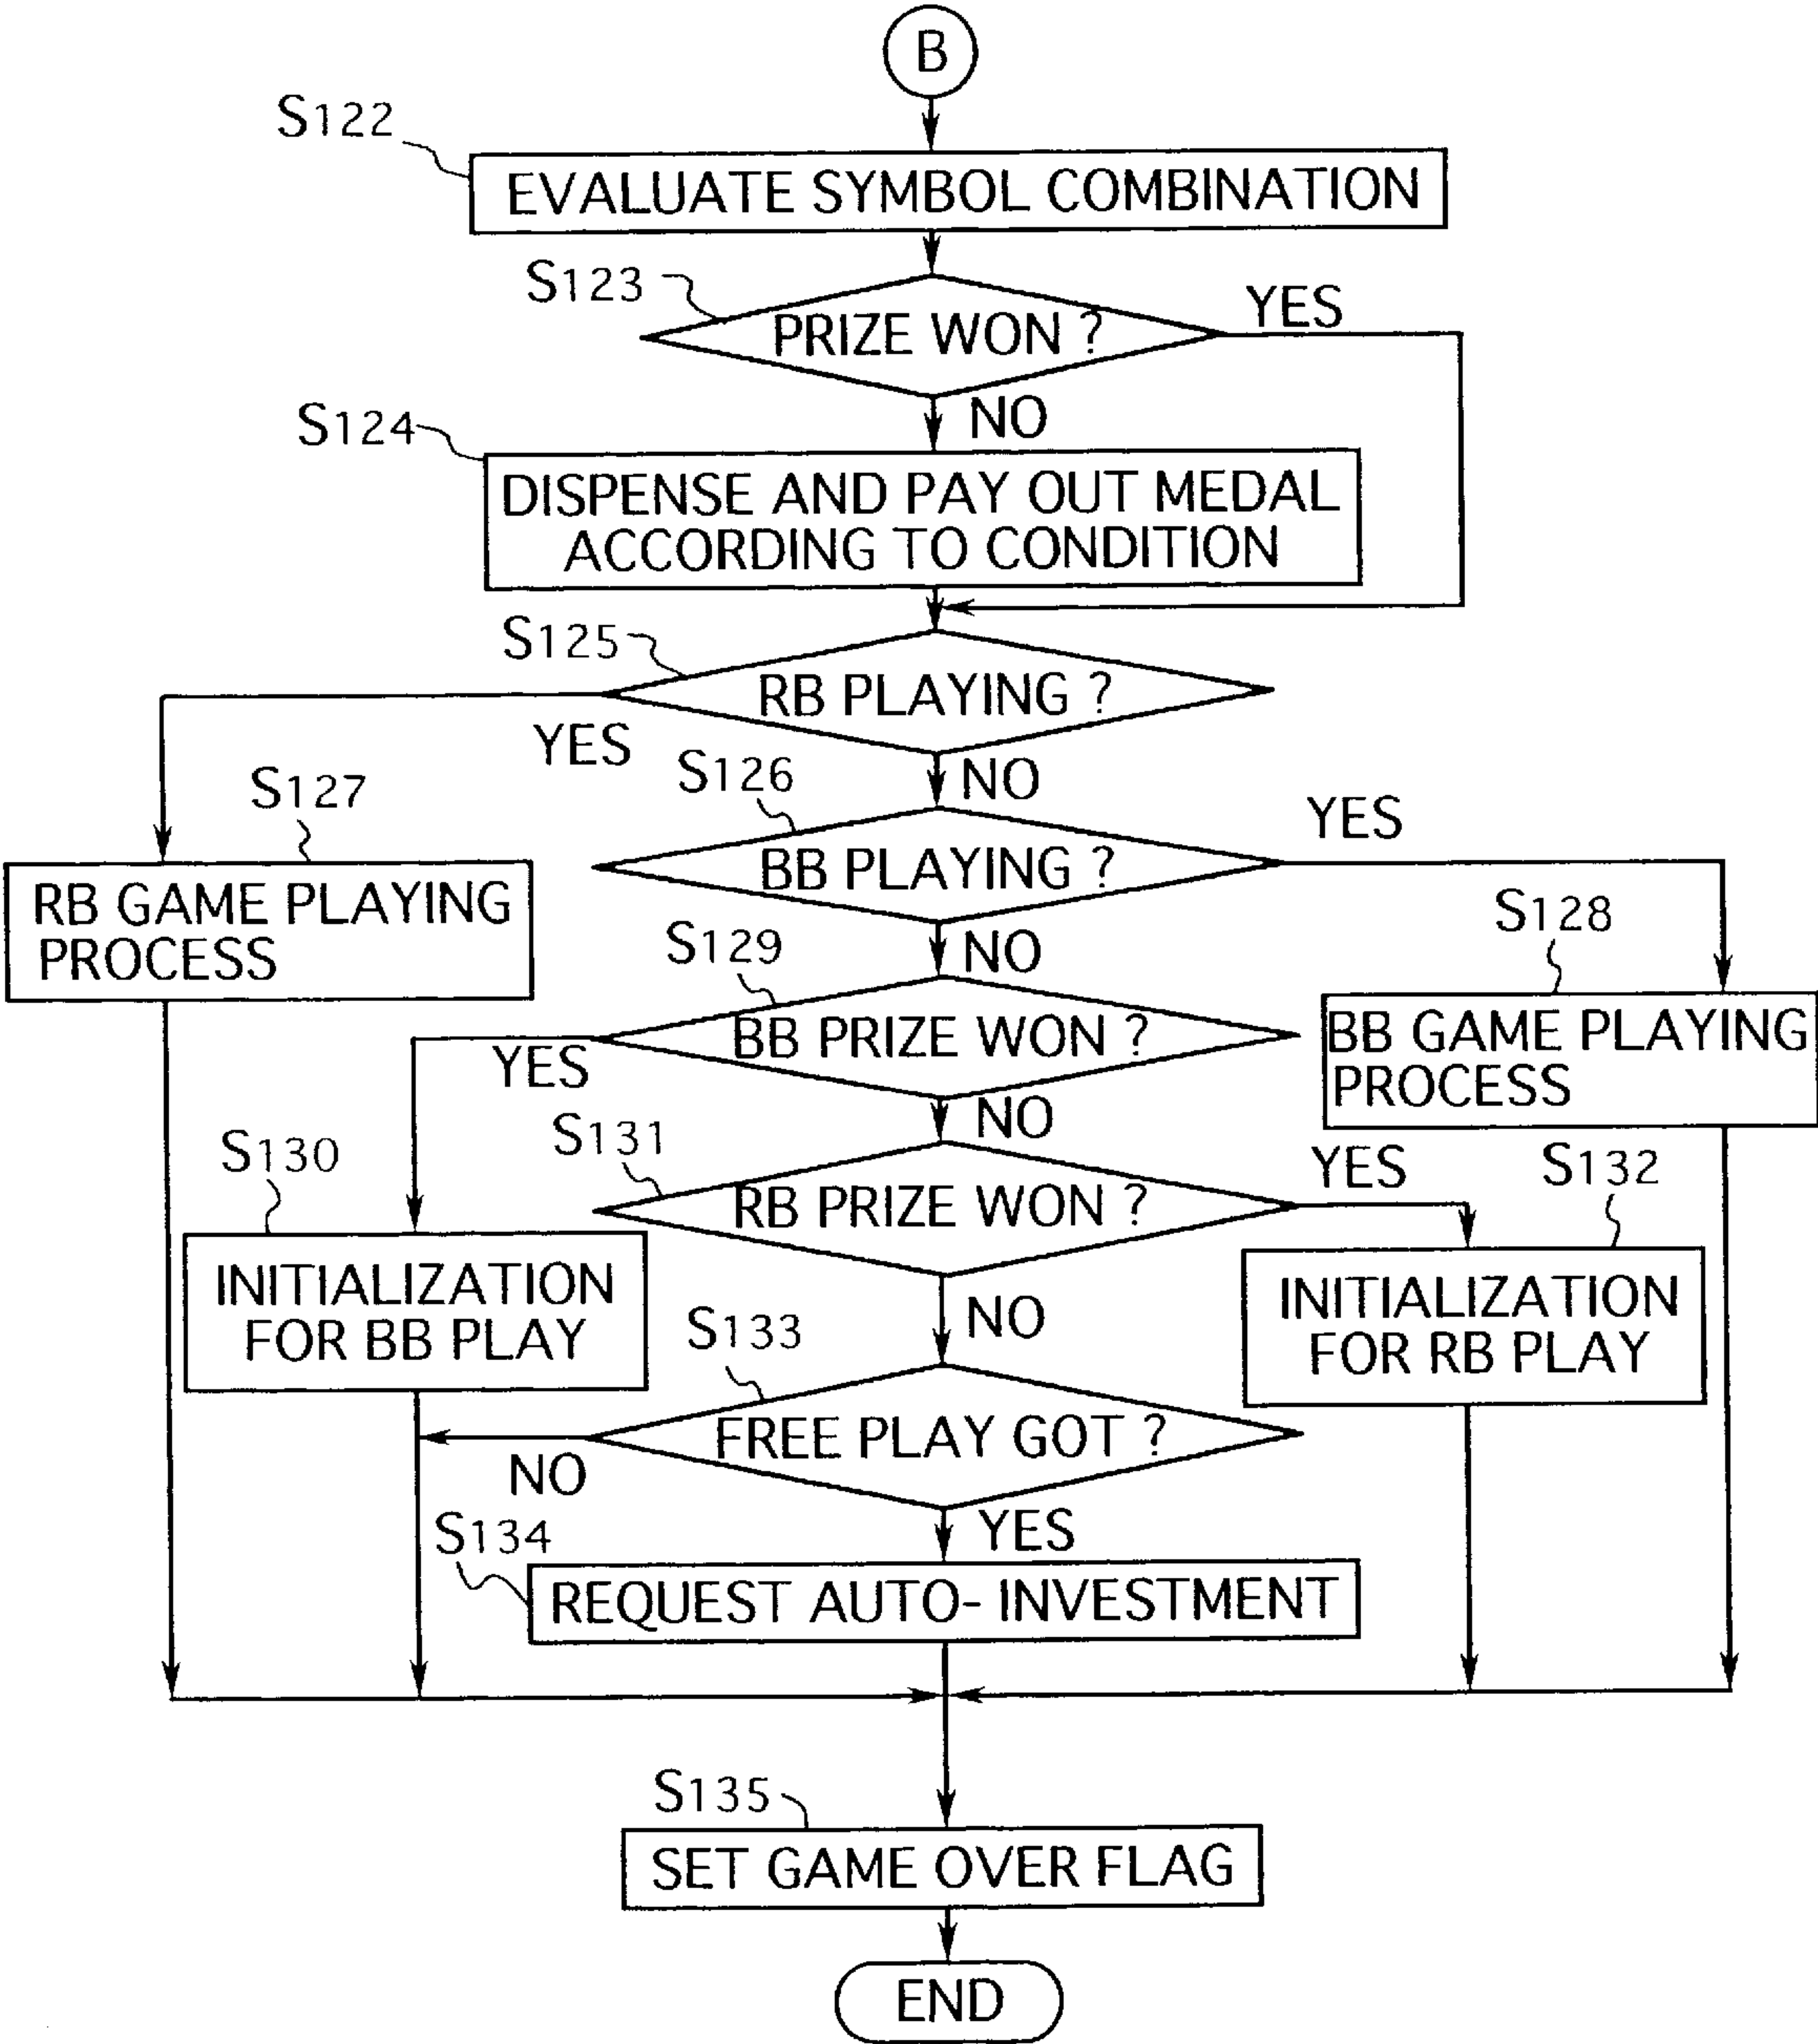 B
S122
EVALUATE SYMBOL COMBINATION
S123
PRIZE WON ?
YES
NO
S124
DISPENSE AND PAY OUT MEDAL
ACCORDING TO CONDITION
S125
RB PLAYING ?
YES
NO
S126
BB PLAYING ?
YES
S127
RB GAME PLAYING
PROCESS
NO
S128
BB GAME PLAYING
PROCESS
S129
BB PRIZE WON ?
YES
NO
S130
INITIALIZATION
FOR BB PLAY
S131
RB PRIZE WON ?
YES
S132
INITIALIZATION
FOR RB PLAY
NO
S133
FREE PLAY GOT ?
NO
YES
S134
REQUEST AUTO- INVESTMENT
S135
SET GAME OVER FLAG
END